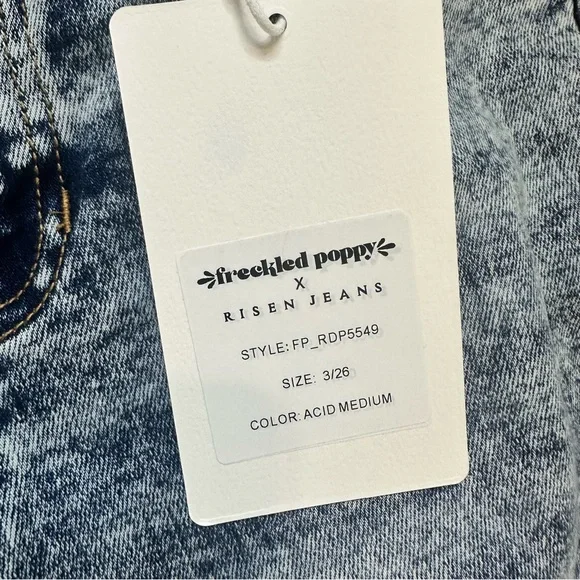 freckled poppy
X
RISEN JEANS
STYLE: FP_RDP5549
SIZE: 3/26
COLOR: ACID MEDIUM